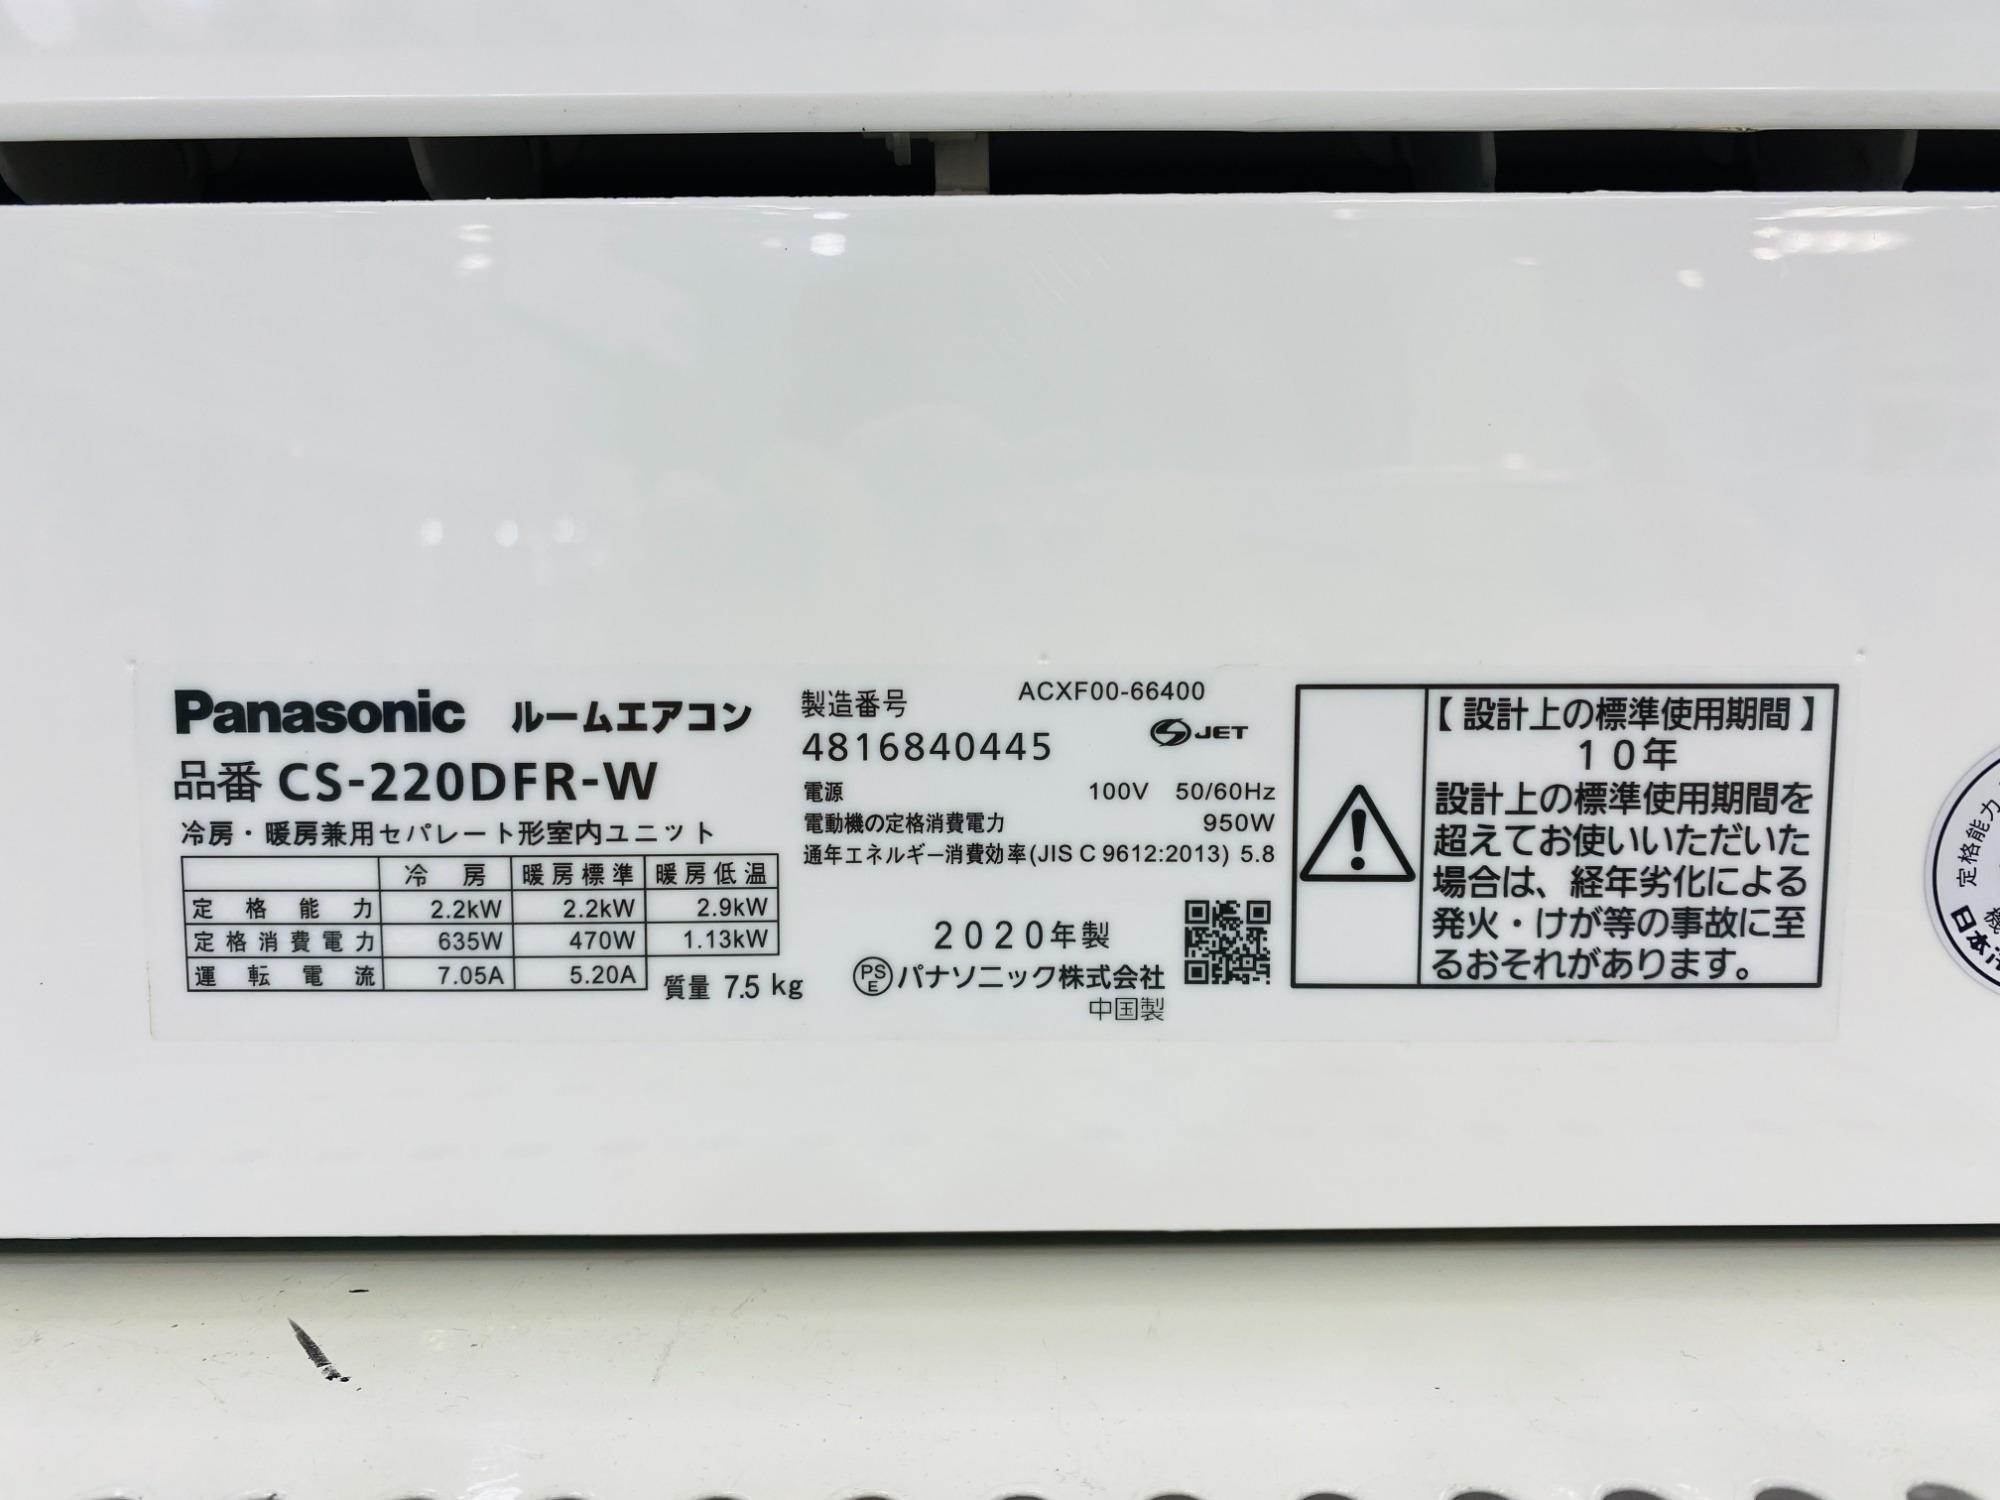 Panasonic ルームエアコン
品番 CS-220DFR-W
冷房・暖房兼用セパレート形室内ユニット
冷房 暖房標準 暖房低温
定格能力 2.2kW 2.2kW 2.9kW
定格消費電力 635W 470W 1.13kW
運転電流 7.05A 5.20A
質量 7.5 kg
製造番号 ACXF00-66400
4816840445
JET
電源 100V 50/60Hz
電動機の定格消費電力 950W
通年エネルギー消費効率(JIS C 9612:2013) 5.8
2020年製
PSE パナソニック株式会社
中国製
【設計上の標準使用期間】
10年
設計上の標準使用期間を
超えてお使いいただいた
場合は、経年劣化による
発火・けが等の事故に至
るおそれがあります。
定格能力
日本